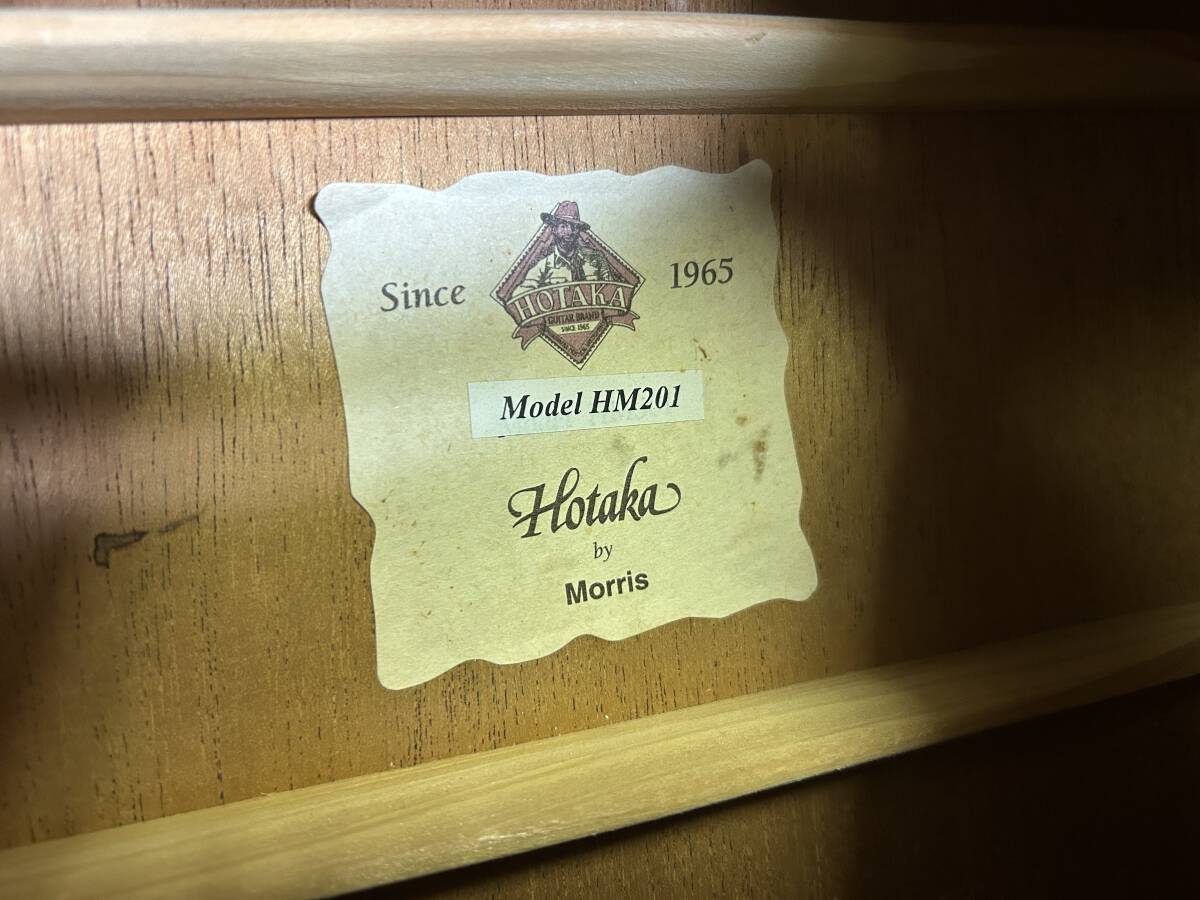 Since
1965
HOTAKA
GUITAR BRAND
SINCE 1965
Model HM201
Hotaka
by
Morris